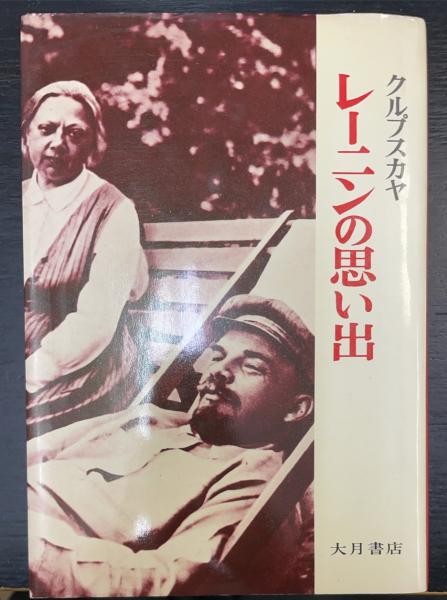 クルプスカヤ
レーニンの思い出
大月書店